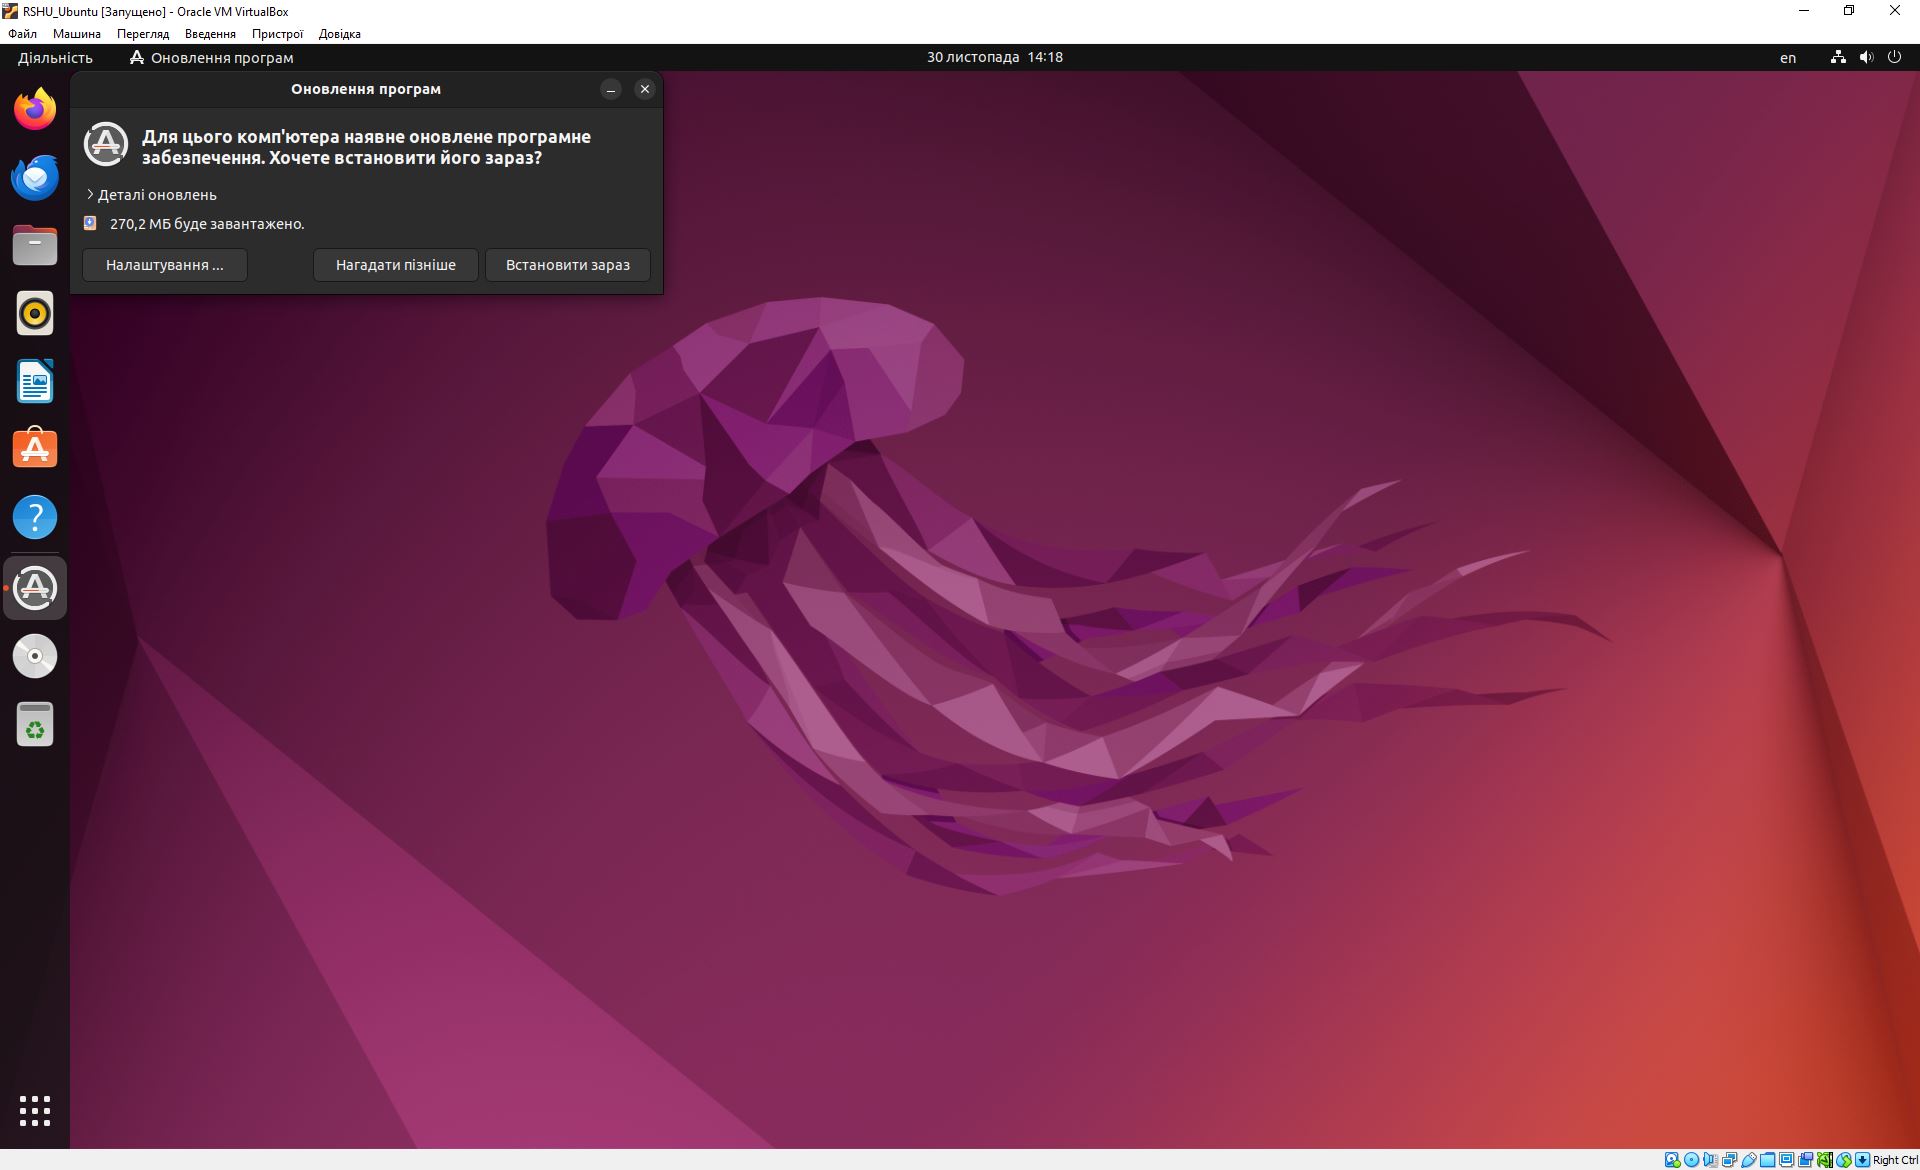 RSHU_Ubuntu [Запущено] - Oracle VM VirtualBox
Файл Машина Перегляд Введення Пристрої Довідка
Діяльність Оновлення програм 30 листопада 14:18 en
Оновлення програм
Для цього комп'ютера наявне оновлене програмне
забезпечення. Хочете встановити його зараз?
Деталі оновлень
270,2 МБ буде завантажено.
Налаштування ... Нагадати пізніше Встановити зараз
Right Ctrl